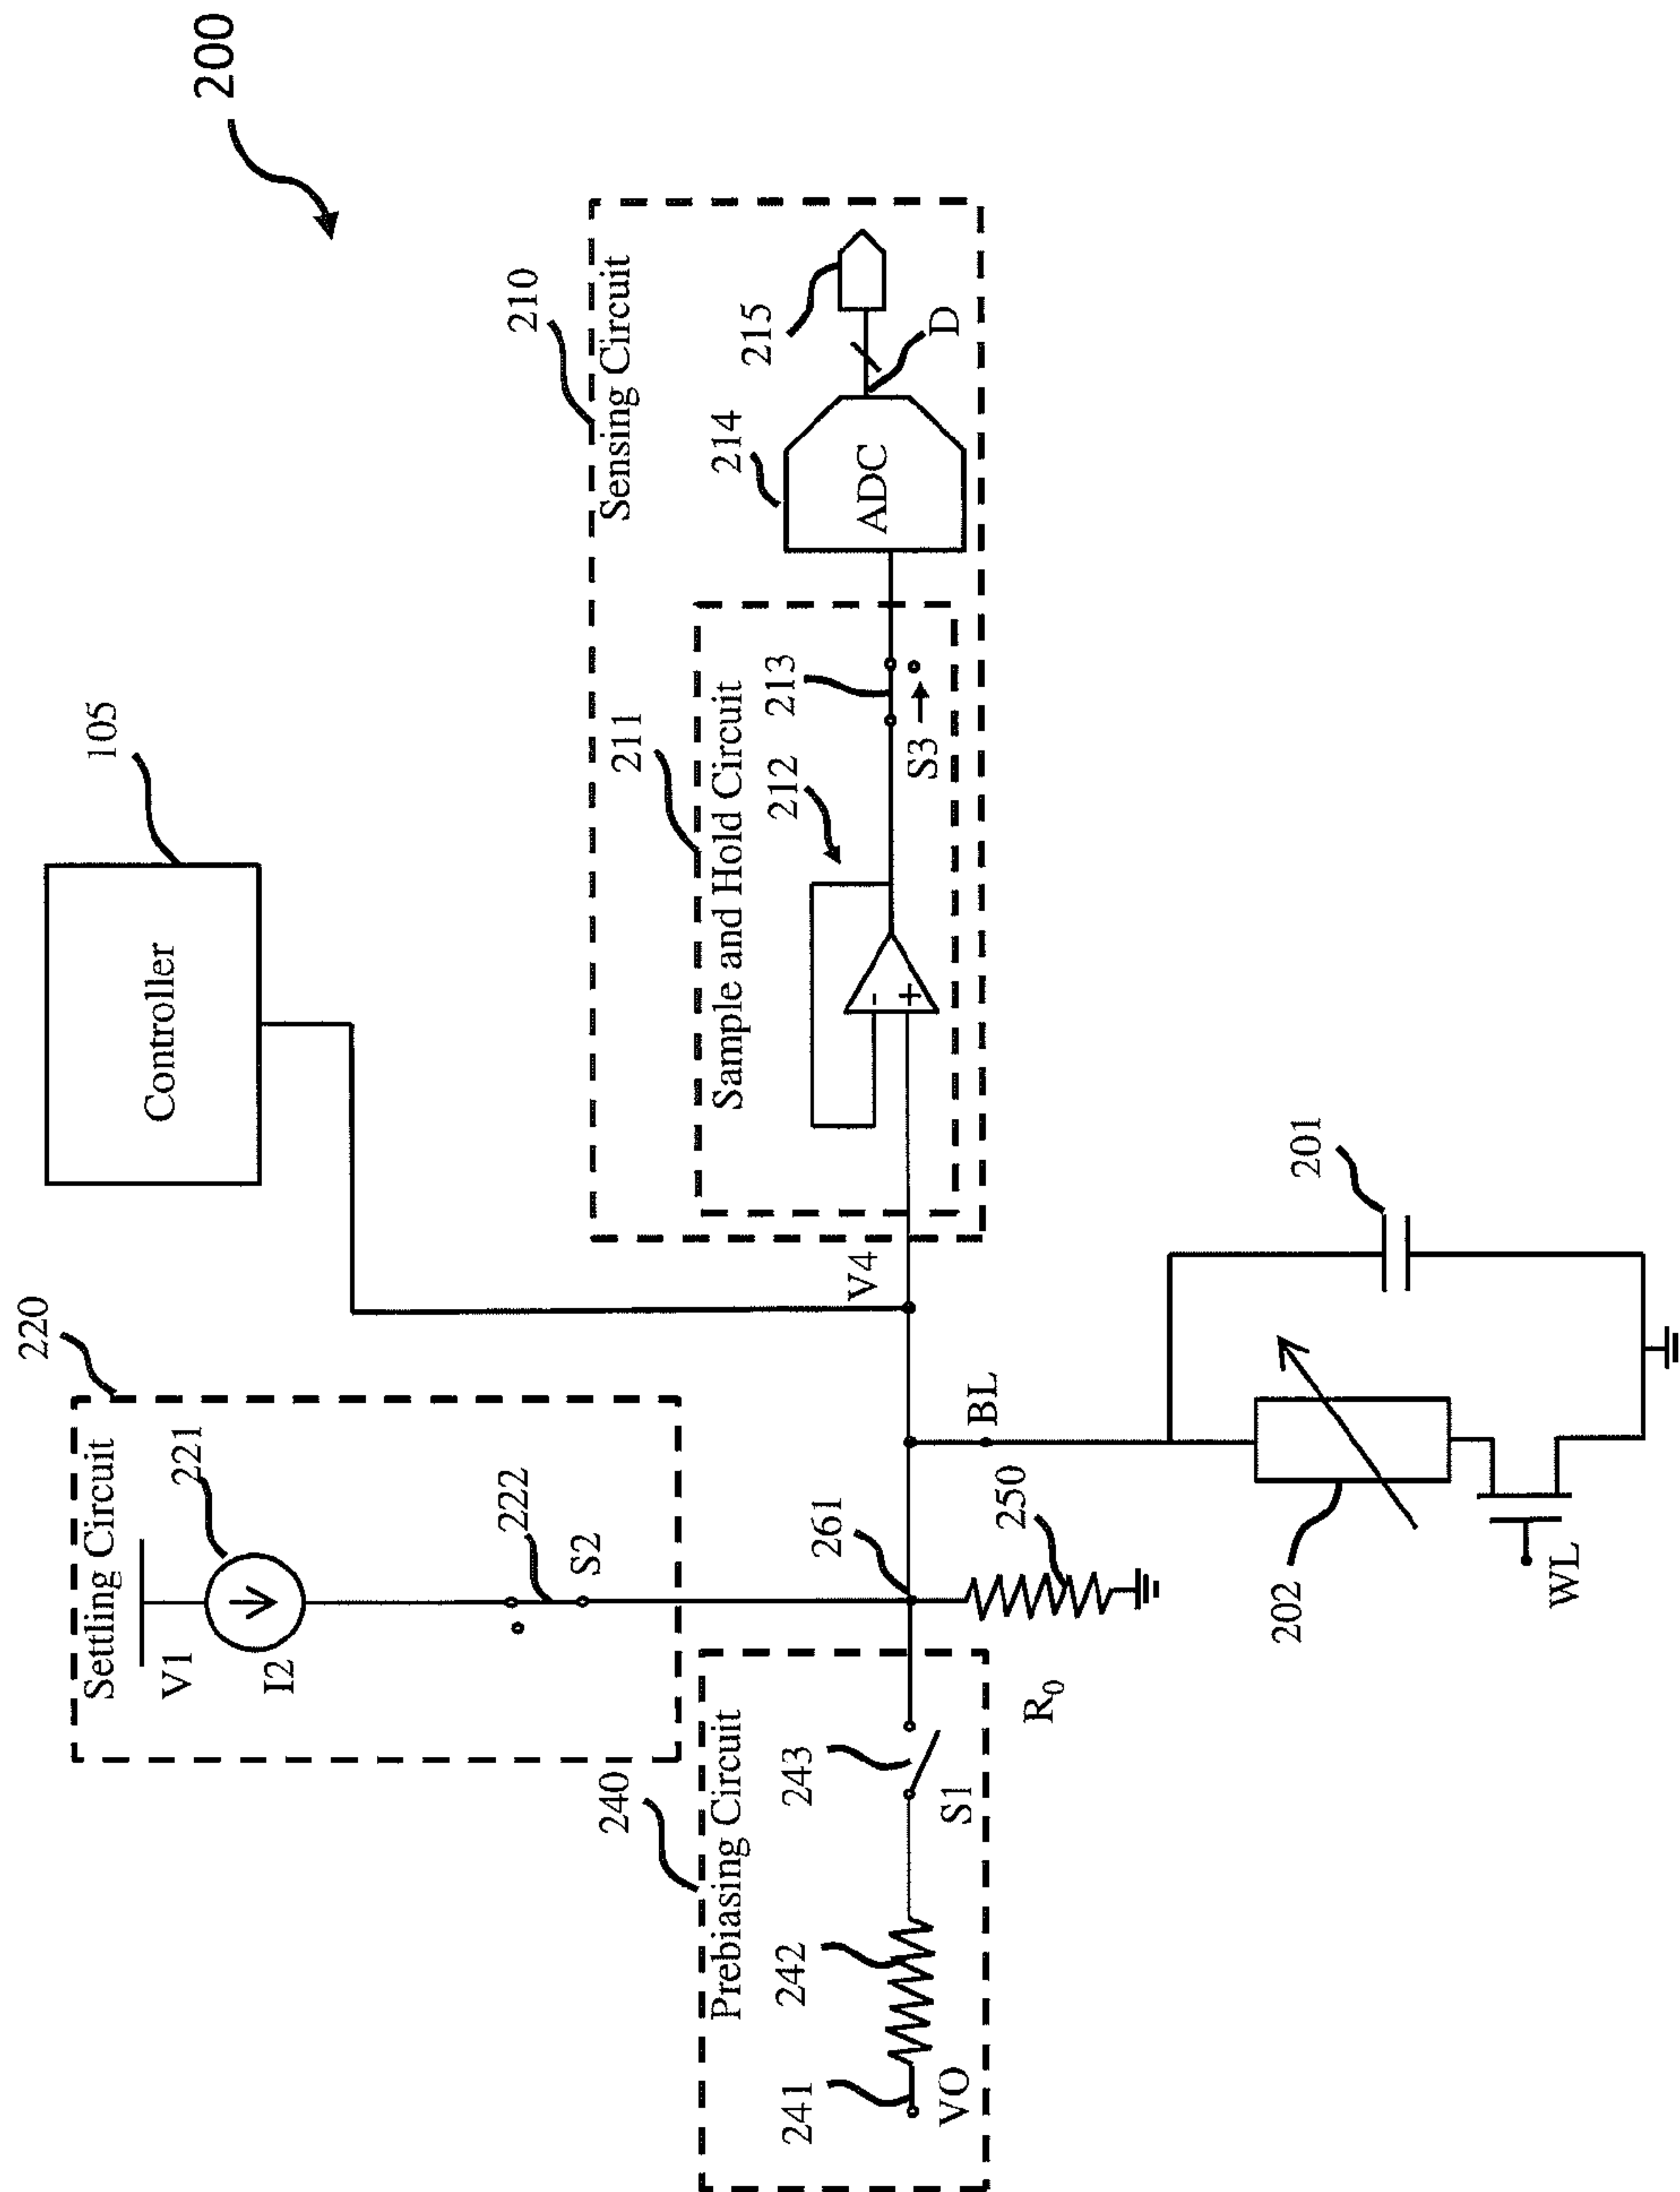 200
105
Controller
220
Settling Circuit
V1
221
I2
222
S2
210
Sensing Circuit
211
Sample and Hold Circuit
212
213
S3
214
ADC
215
D
V4
240
Prebiasing Circuit
241
VO
242
243
S1
261
R0
250
BL
202
WL
201
-
+